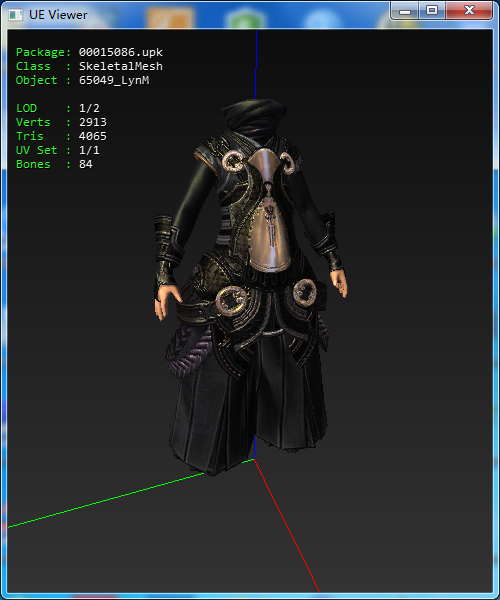 UE Viewer
Package: 00015086.upk
Class : SkeletalMesh
Object : 65049_LynM
LOD : 1/2
Verts : 2913
Tris : 4065
UV Set : 1/1
Bones : 84